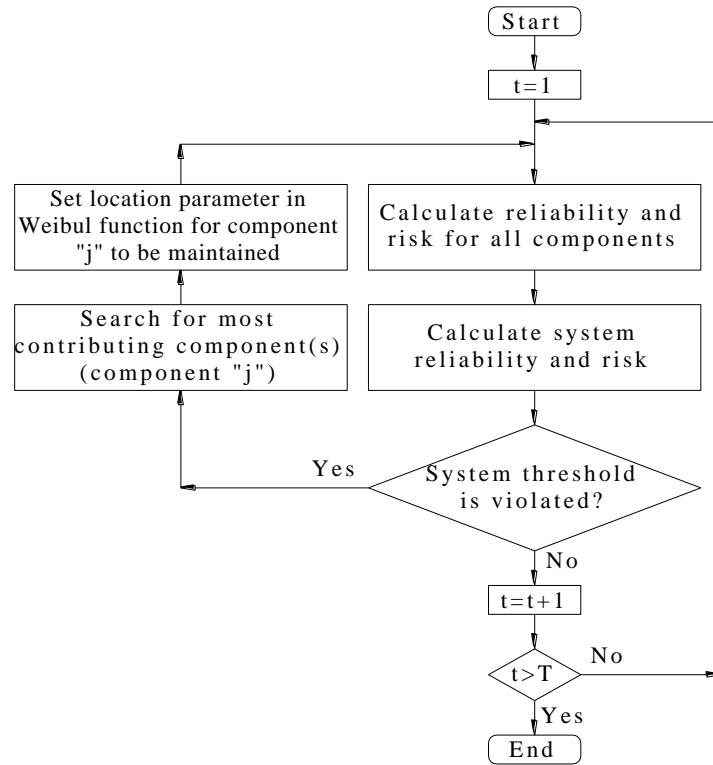 Start
t=1
Set location parameter in
Weibul function for component
"j" to be maintained
Calculate reliability and
risk for all components
Search for most
contributing component(s)
(component "j")
Calculate system
reliability and risk
Yes
System threshold
is violated?
No
t=t+1
t>T
No
Yes
End